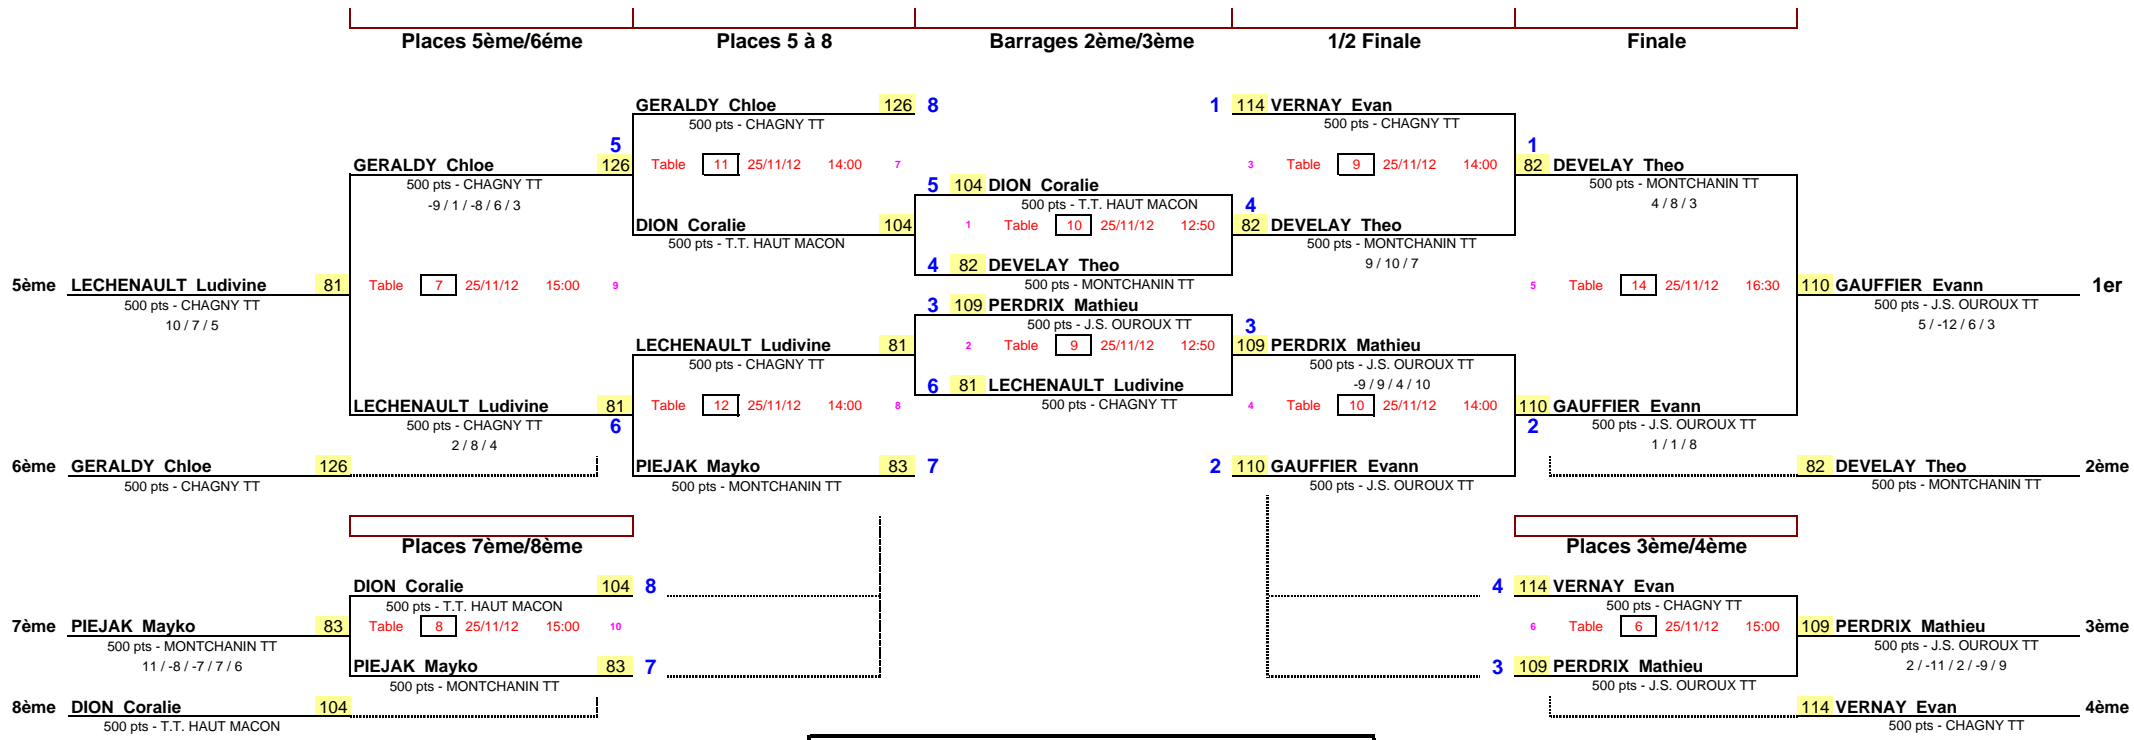 Places 5ème/6éme Places 5 à 8 Barrages 2ème/3ème 1/2 Finale Finale
GERALDY Chloe 126 8 1 114 VERNAY Evan
500 pts - CHAGNY TT 500 pts - CHAGNY TT
5 1
GERALDY Chloe 126 Table 11 25/11/12 14:00 7 3 Table 9 25/11/12 14:00 82 DEVELAY Theo
500 pts - CHAGNY TT 5 104 DION Coralie 500 pts - MONTCHANIN TT
-9 / 1 / -8 / 6 / 3 500 pts - T.T. HAUT MACON 4 4 / 8 / 3
DION Coralie 104 1 Table 10 25/11/12 12:50 82 DEVELAY Theo
500 pts - T.T. HAUT MACON 500 pts - MONTCHANIN TT
4 82 DEVELAY Theo 9 / 10 / 7
5ème LECHENAULT Ludivine 81 Table 7 25/11/12 15:00 9 500 pts - MONTCHANIN TT 5 Table 14 25/11/12 16:30 110 GAUFFIER Evann 1er
500 pts - CHAGNY TT 3 109 PERDRIX Mathieu 500 pts - J.S. OUROUX TT
10 / 7 / 5 500 pts - J.S. OUROUX TT 3 5 / -12 / 6 / 3
LECHENAULT Ludivine 81 2 Table 9 25/11/12 12:50 109 PERDRIX Mathieu
500 pts - CHAGNY TT 500 pts - J.S. OUROUX TT
6 81 LECHENAULT Ludivine -9 / 9 / 4 / 10
LECHENAULT Ludivine 81 Table 12 25/11/12 14:00 8 500 pts - CHAGNY TT 4 Table 10 25/11/12 14:00 110 GAUFFIER Evann
500 pts - CHAGNY TT 6 2 500 pts - J.S. OUROUX TT
2 / 8 / 4 1 / 1 / 8
6ème GERALDY Chloe 126 PIEJAK Mayko 83 7 2 110 GAUFFIER Evann 82 DEVELAY Theo 2ème
500 pts - CHAGNY TT 500 pts - MONTCHANIN TT 500 pts - J.S. OUROUX TT 500 pts - MONTCHANIN TT
Places 7ème/8ème Places 3ème/4ème
DION Coralie 104 8 4 114 VERNAY Evan
500 pts - T.T. HAUT MACON 500 pts - CHAGNY TT
7ème PIEJAK Mayko 83 Table 8 25/11/12 15:00 10 6 Table 6 25/11/12 15:00 109 PERDRIX Mathieu 3ème
500 pts - MONTCHANIN TT 500 pts - J.S. OUROUX TT
11 / -8 / -7 / 7 / 6 PIEJAK Mayko 83 7 3 109 PERDRIX Mathieu 2 / -11 / 2 / -9 / 9
500 pts - MONTCHANIN TT 500 pts - J.S. OUROUX TT
8ème DION Coralie 104 114 VERNAY Evan 4ème
500 pts - T.T. HAUT MACON 500 pts - CHAGNY TT